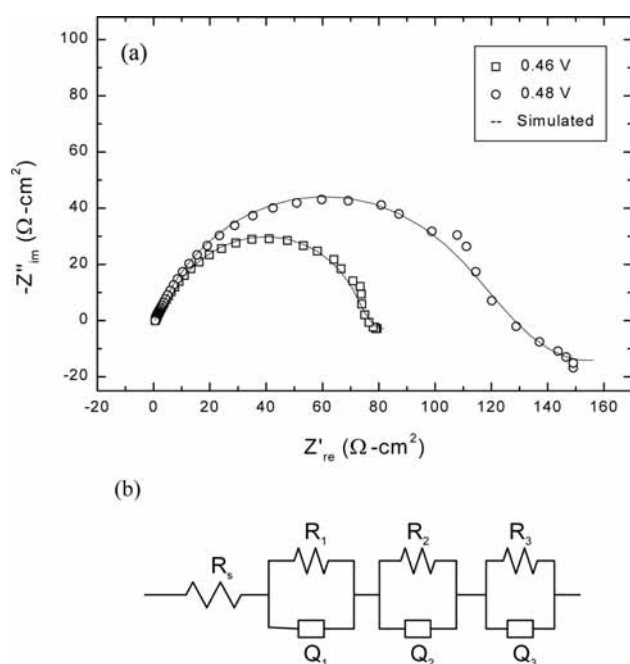 (a)
0.46 V
0.48 V
-- Simulated
100
80
60
40
20
0
-20
-Z''im (Ω-cm²)
-20 0 20 40 60 80 100 120 140 160
Z're (Ω-cm²)
(b)
Rs R1 R2 R3
Q1 Q2 Q3